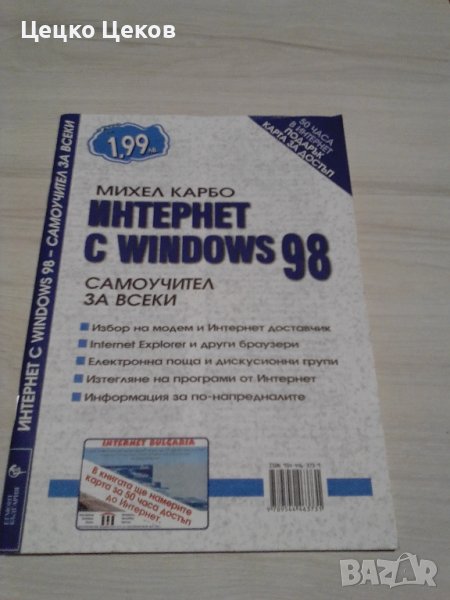 Цецко Цеков
1.99 лв
50 ЧАСА
В ИНТЕРНЕТ
ПОДАРЪК
КАРТА ЗА ДОСТЪП
МИХЕЛ КАРБО
ИНТЕРНЕТ
С WINDOWS 98
САМОУЧИТЕЛ
ЗА ВСЕКИ
Избор на модем и Интернет доставчик
Internet Explorer и други браузери
Електронна поща и дискусионни групи
Изтегляне на програми от Интернет
Информация за по-напредналите
INTERNET BULGARIA
В книгата ще намерите
карта за 50 часа достъп
до Интернет
ИНТЕРНЕТ С WINDOWS 98 – САМОУЧИТЕЛ ЗА ВСЕКИ
BAZAR